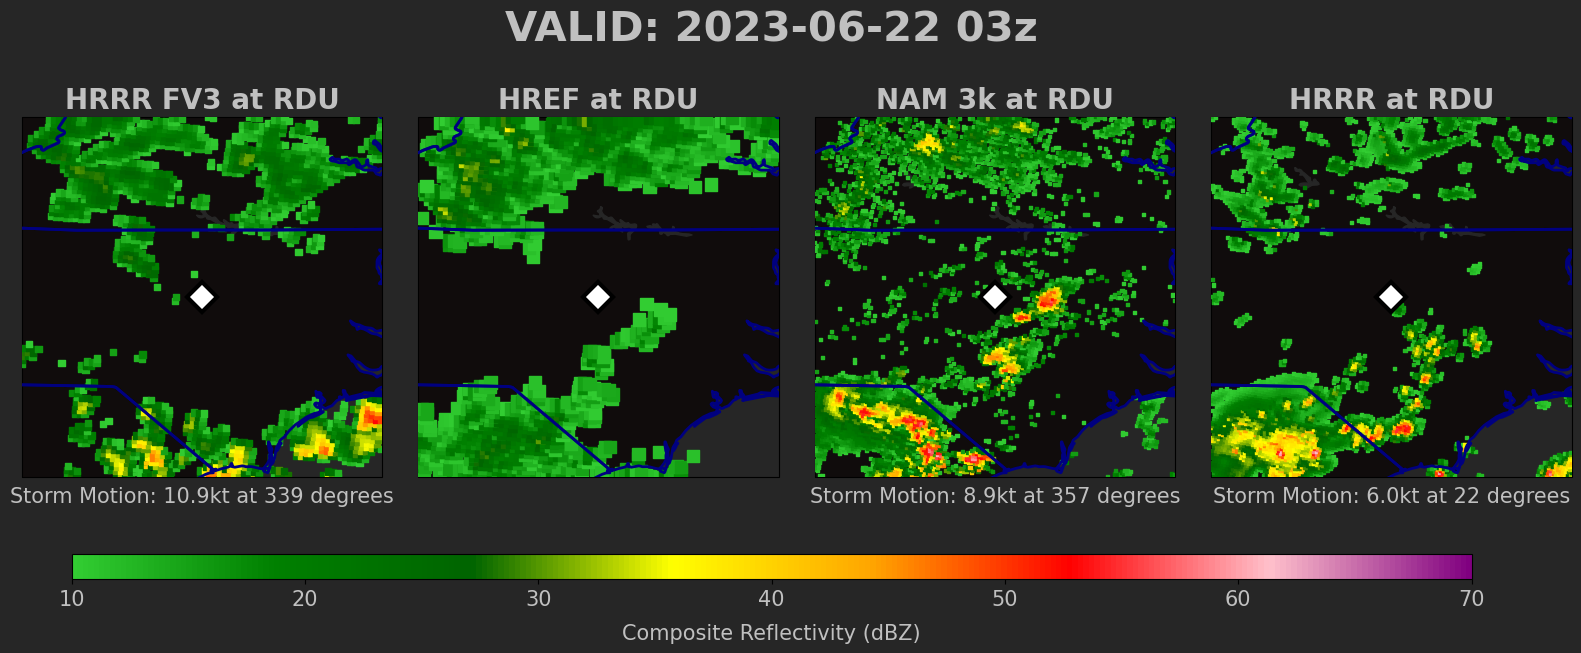 VALID: 2023-06-22 03z
HRRR FV3 at RDU
HREF at RDU
NAM 3k at RDU
HRRR at RDU
Storm Motion: 10.9kt at 339 degrees
Storm Motion: 8.9kt at 357 degrees
Storm Motion: 6.0kt at 22 degrees
10 20 30 40 50 60 70
Composite Reflectivity (dBZ)